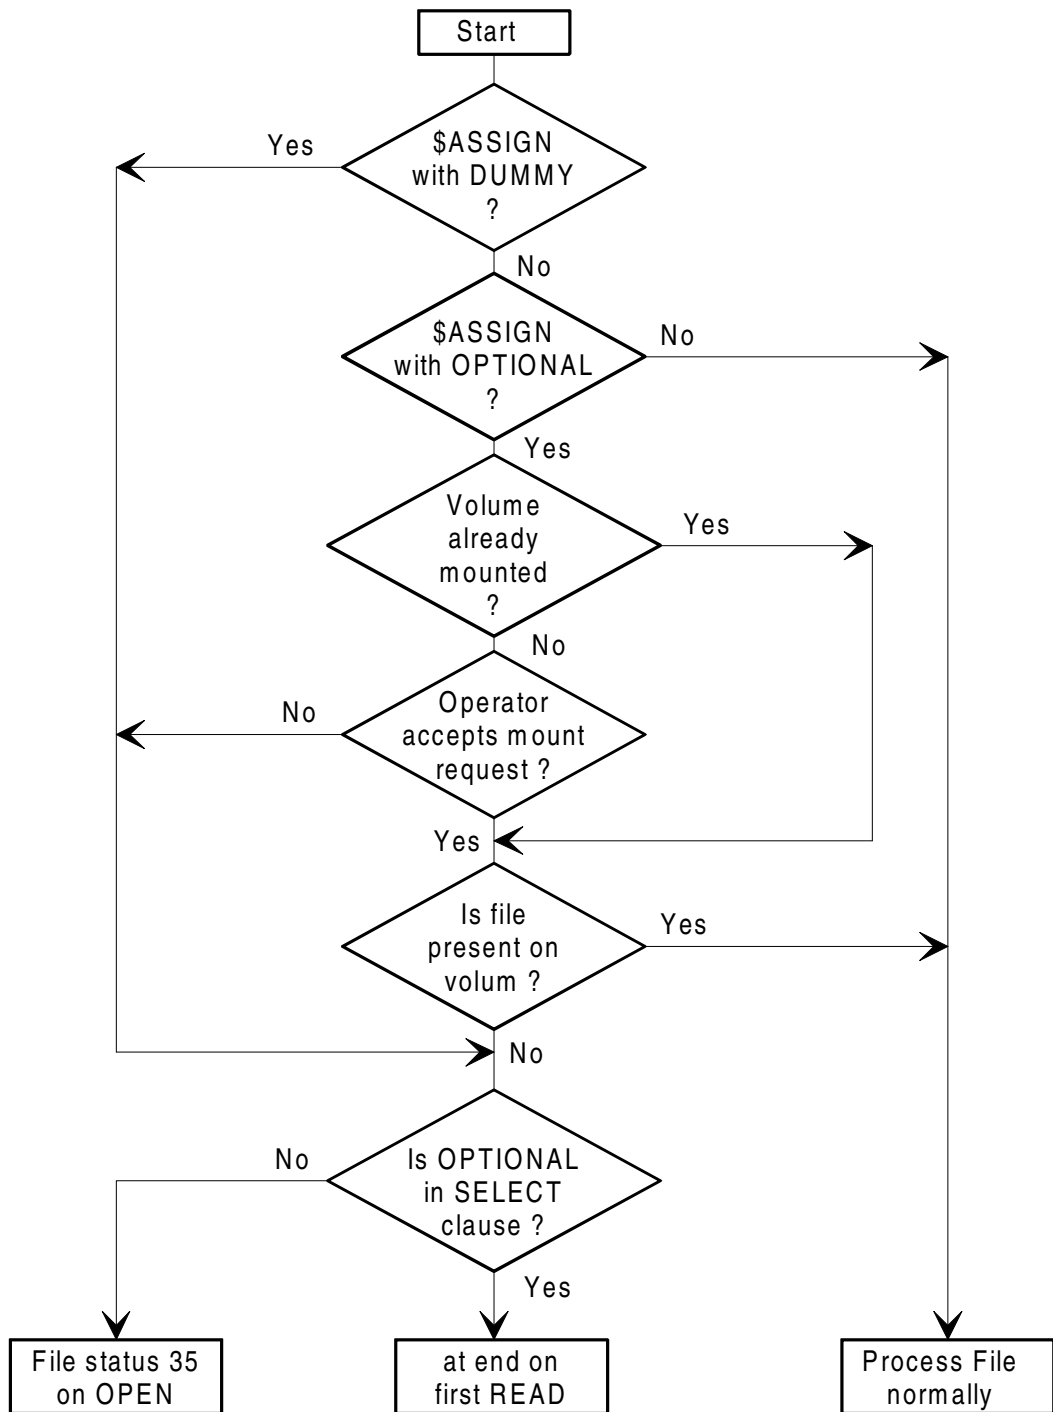 Start
Yes
$ASSIGN
with DUMMY
?
No
$ASSIGN
with OPTIONAL
?
No
Yes
Volume
already
mounted
?
Yes
No
No
Operator
accepts mount
request ?
Yes
Is file
present on
volum ?
Yes
No
No
Is OPTIONAL
in SELECT
clause ?
Yes
File status 35
on OPEN
at end on
first READ
Process File
normally